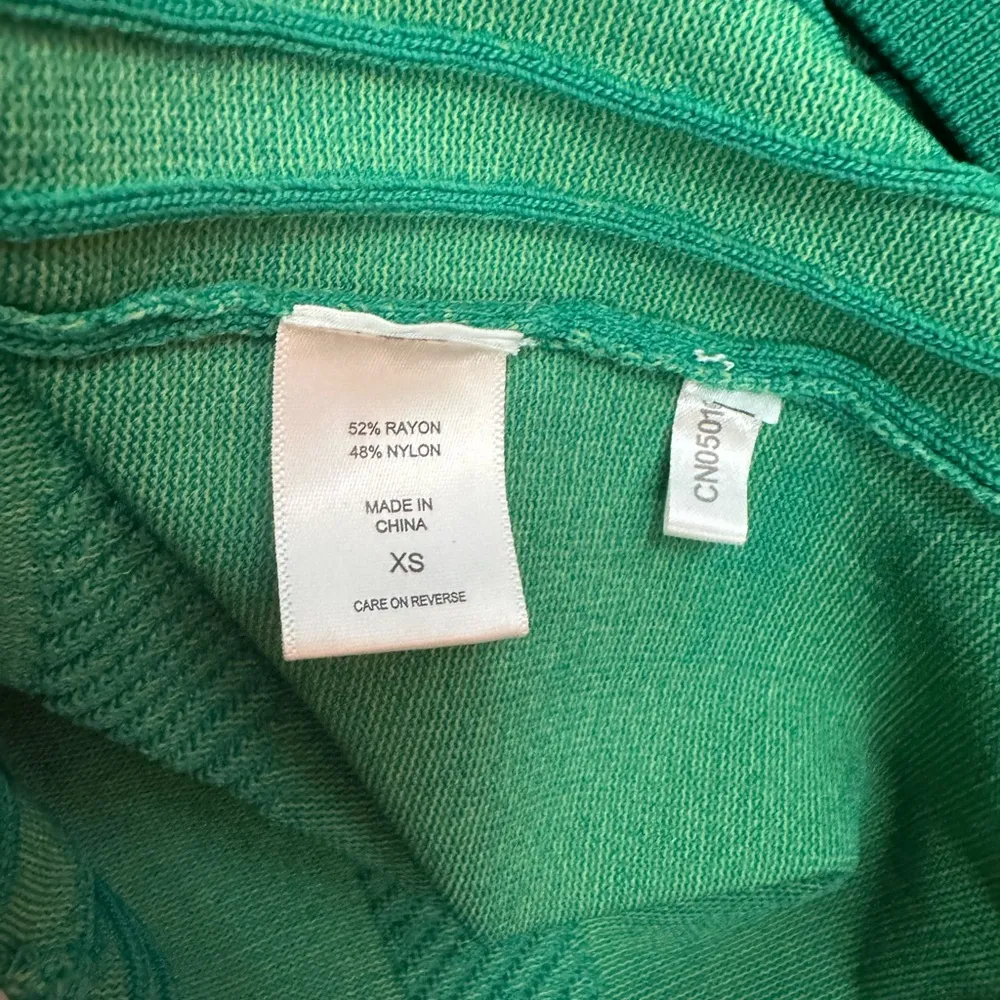 52% RAYON
48% NYLON
MADE IN
CHINA
XS
CARE ON REVERSE